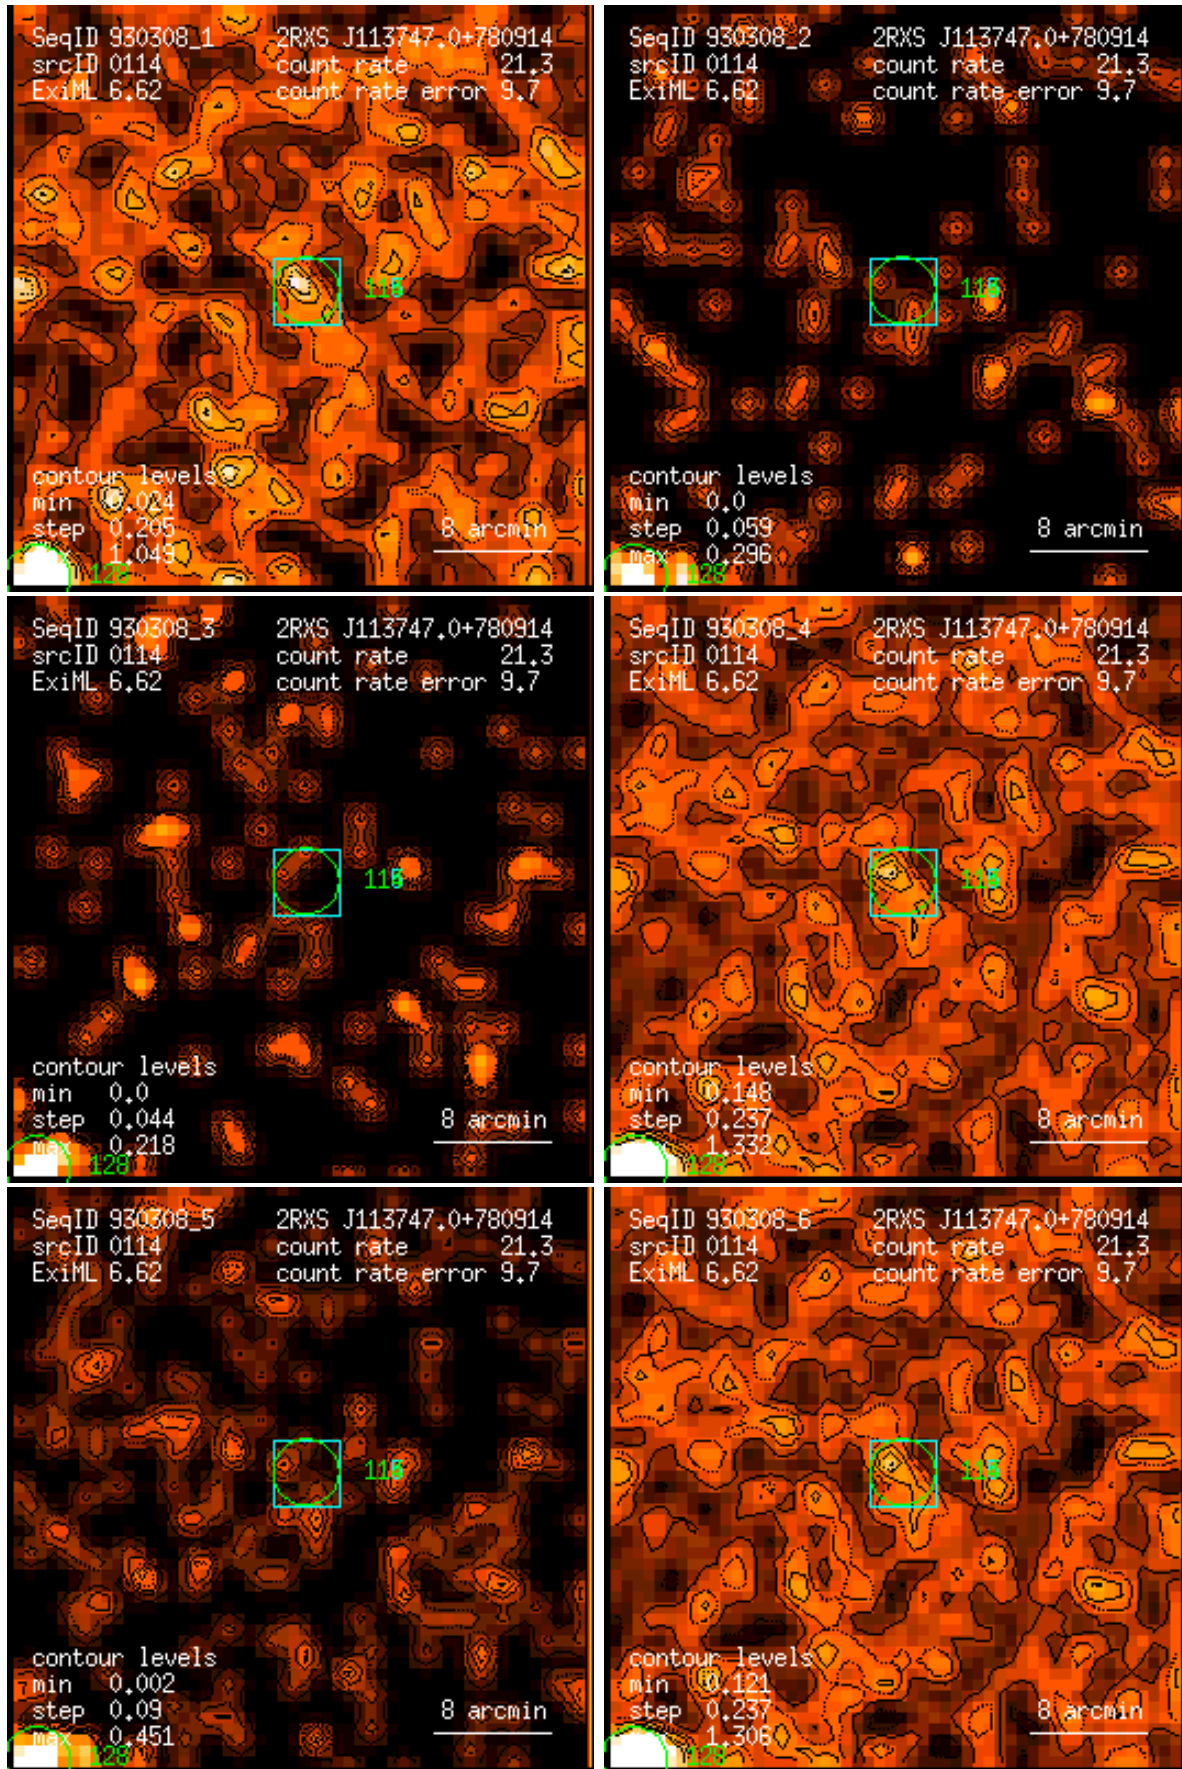 SeqID 930308_1 2RXS J113747.0+780914
srcID 0114 count rate 21.3
ExiML 6.62 count rate error 9.7
contour levels
min 0.024
step 0.205
max 1.049
8 arcmin
128
SeqID 930308_2 2RXS J113747.0+780914
srcID 0114 count rate 21.3
ExiML 6.62 count rate error 9.7
contour levels
min 0.0
step 0.059
max 0.296
8 arcmin
128
SeqID 930308_3 2RXS J113747.0+780914
srcID 0114 count rate 21.3
ExiML 6.62 count rate error 9.7
contour levels
min 0.0
step 0.044
max 0.218
8 arcmin
128
SeqID 930308_4 2RXS J113747.0+780914
srcID 0114 count rate 21.3
ExiML 6.62 count rate error 9.7
contour levels
min 0.148
step 0.237
1.332
8 arcmin
128
SeqID 930308_5 2RXS J113747.0+780914
srcID 0114 count rate 21.3
ExiML 6.62 count rate error 9.7
contour levels
min 0.002
step 0.09
max 0.451
8 arcmin
128
SeqID 930308_6 2RXS J113747.0+780914
srcID 0114 count rate 21.3
ExiML 6.62 count rate error 9.7
contour levels
min 0.121
step 0.237
1.306
8 arcmin
128